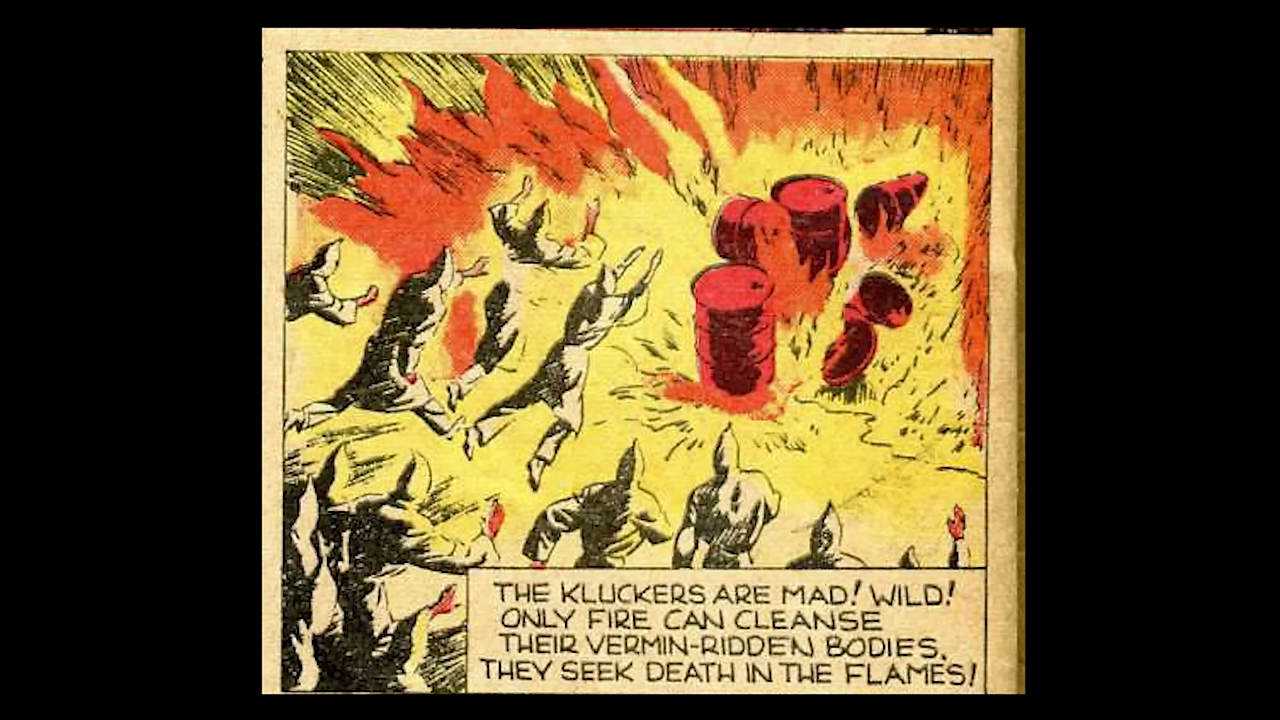 THE KLUCKERS ARE MAD! WILD!
ONLY FIRE CAN CLEANSE
THEIR VERMIN-RIDDEN BODIES.
THEY SEEK DEATH IN THE FLAMES!